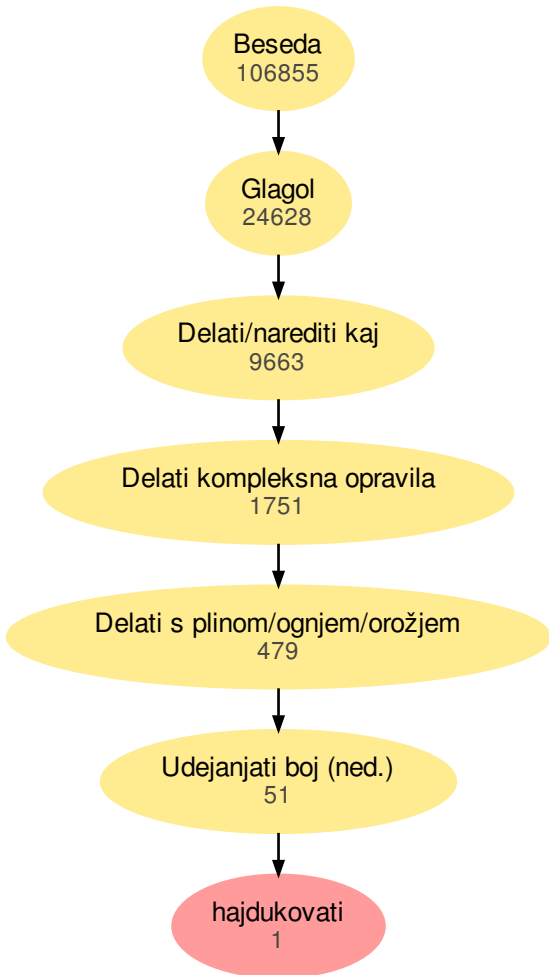 Beseda
106855
Glagol
24628
Delati/narediti kaj
9663
Delati kompleksna opravila
1751
Delati s plinom/ognjem/orožjem
479
Udejanjati boj (ned.)
51
hajdukovati
1